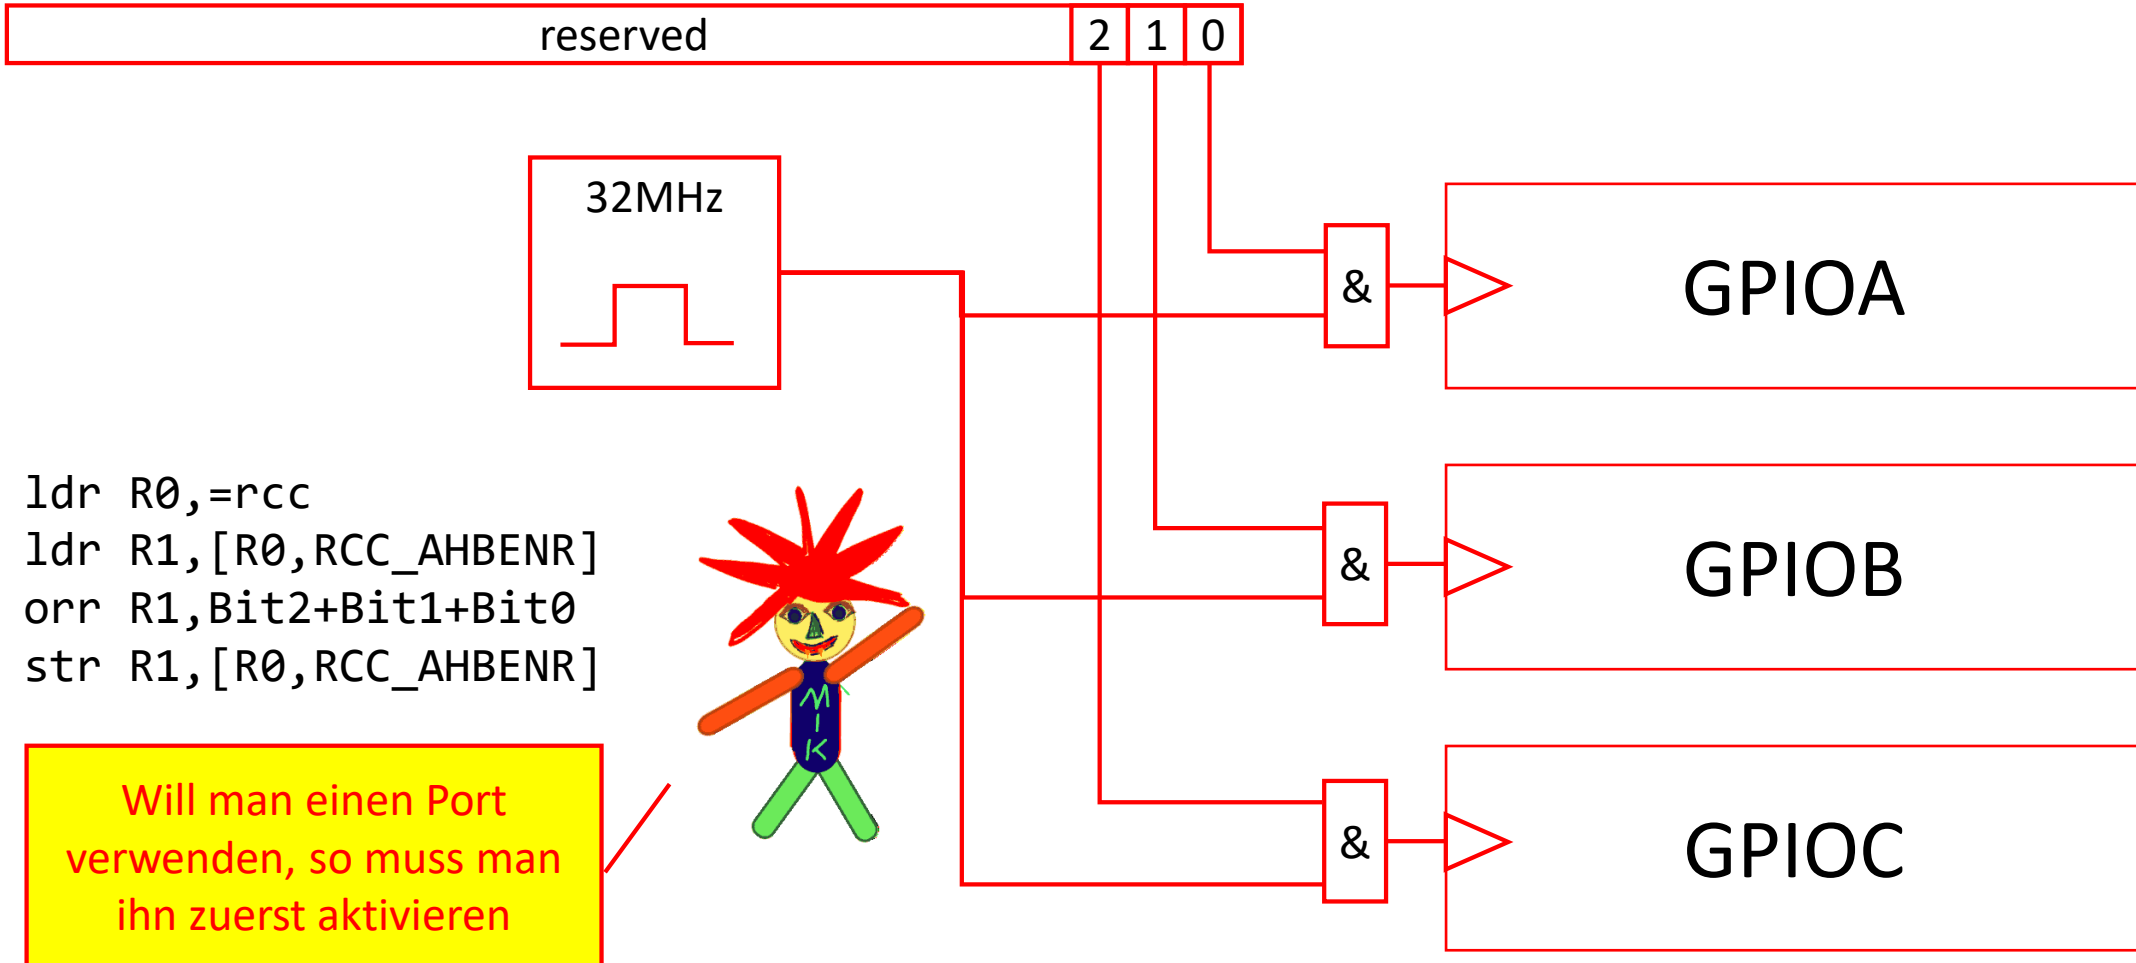 reserved 2 1 0
32MHz
& GPIOA
ldr R0,=rcc
ldr R1,[R0,RCC_AHBENR]
orr R1,Bit2+Bit1+Bit0
str R1,[R0,RCC_AHBENR]
& GPIOB
MIK
Will man einen Port
verwenden, so muss man
ihn zuerst aktivieren
& GPIOC